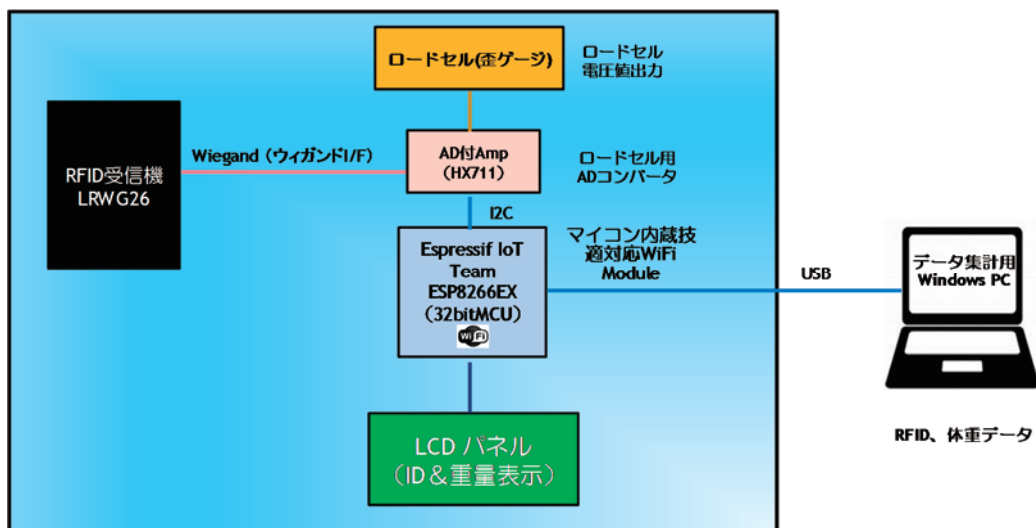 ロードセル(歪ゲージ)
ロードセル
電圧値出力
Wiegand（ウィガンドI/F）
RFID受信機
LRWG26
AD付Amp
（HX711）
ロードセル用
ADコンバータ
I2C
Espressif IoT
Team
ESP8266EX
（32bitMCU）
WiFi
マイコン内蔵技
適対応WiFi
Module
USB
データ集計用
Windows PC
LCD パネル
（ID＆重量表示）
RFID、体重データ